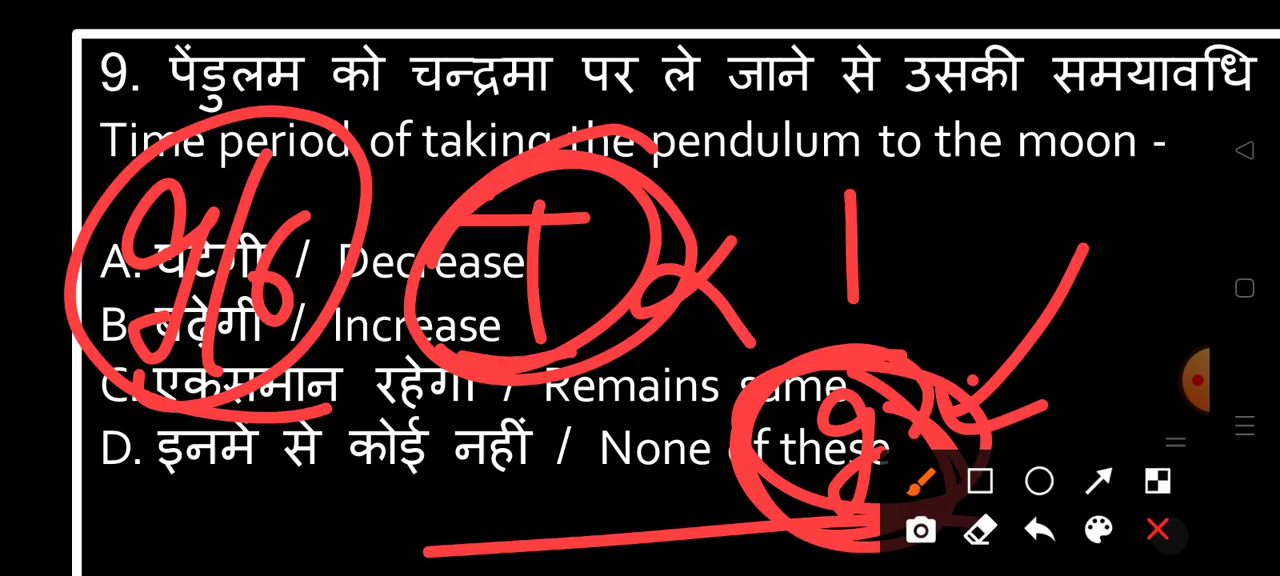 9. पेंडुलम को चन्द्रमा पर ले जाने से उसकी समयावधि
Time period of taking the pendulum to the moon -
A. घटेगी / Decrease
B. बढ़ेगी / Increase
C. एकसमान रहेगी / Remains same
D. इनमें से कोई नहीं / None of these
g/6
T α 1
g